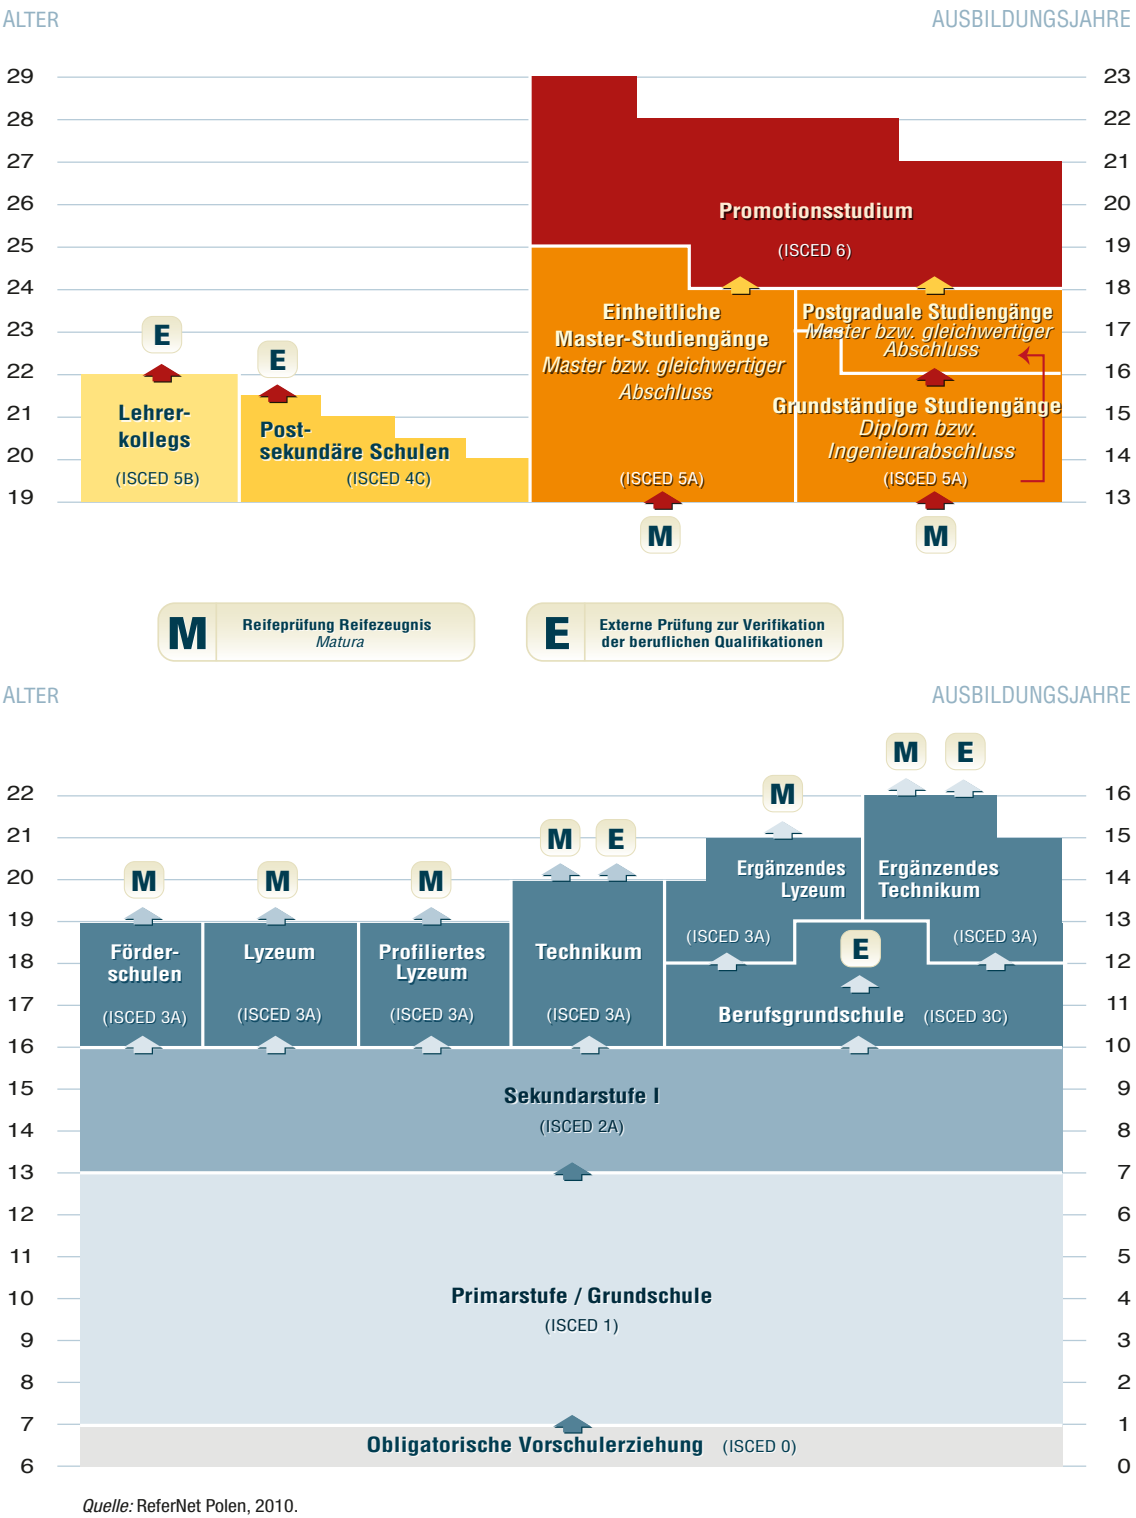 ALTER
AUSBILDUNGSJAHRE
29
23
28
22
27
21
26
20
25
19
24
18
23
17
22
16
21
15
20
14
19
13
Promotionsstudium
(ISCED 6)
Einheitliche
Master-Studiengänge
Master bzw. gleichwertiger
Abschluss
(ISCED 5A)
Postgraduale Studiengänge
Master bzw. gleichwertiger
Abschluss
Grundständige Studiengänge
Diplom bzw.
Ingenieurabschluss
(ISCED 5A)
E
E
Lehrer-
kollegs
(ISCED 5B)
Post-
sekundäre Schulen
(ISCED 4C)
M
M
M
Reifeprüfung Reifezeugnis
Matura
E
Externe Prüfung zur Verifikation
der beruflichen Qualifikationen
ALTER
AUSBILDUNGSJAHRE
22
16
21
15
20
14
19
13
18
12
17
11
16
10
15
9
14
8
13
7
12
6
11
5
10
4
9
3
8
2
7
1
6
0
M
E
M
M
E
M
M
M
Ergänzendes
Lyzeum
(ISCED 3A)
Ergänzendes
Technikum
(ISCED 3A)
Förder-
schulen
(ISCED 3A)
Lyzeum
(ISCED 3A)
Profiliertes
Lyzeum
(ISCED 3A)
Technikum
(ISCED 3A)
E
Berufsgrundschule (ISCED 3C)
Sekundarstufe I
(ISCED 2A)
Primarstufe / Grundschule
(ISCED 1)
Obligatorische Vorschulerziehung (ISCED 0)
Quelle: ReferNet Polen, 2010.